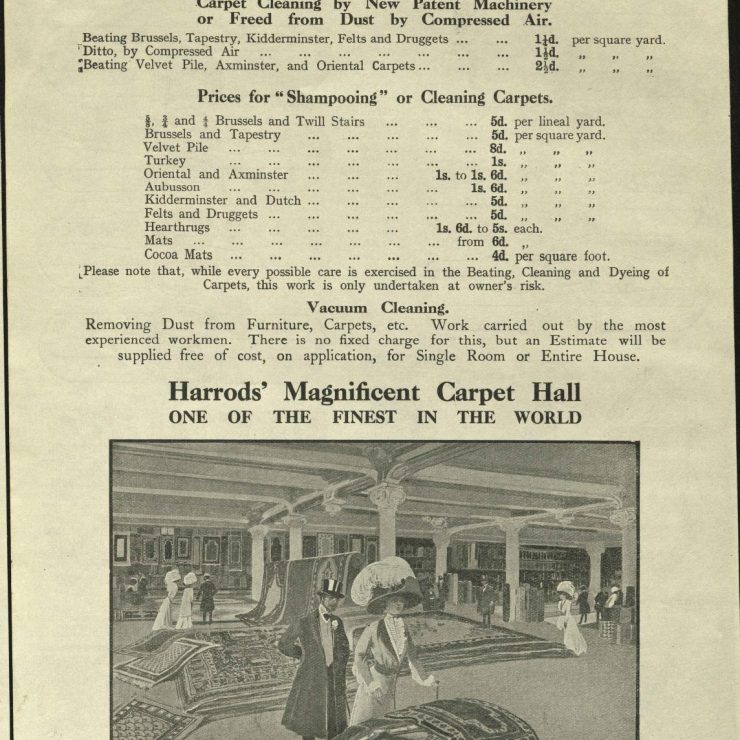 Carpet Cleaning by New Patent Machinery
or Freed from Dust by Compressed Air.
Beating Brussels, Tapestry, Kidderminster, Felts and Druggets ... ... 1¼d. per square yard.
Ditto, by Compressed Air ... ... ... ... ... ... ... 1½d. ,, ,, ,,
Beating Velvet Pile, Axminster, and Oriental Carpets ... ... ... 2½d. ,, ,, ,,
Prices for "Shampooing" or Cleaning Carpets.
⅝, ¾ and Brussels and Twill Stairs ... ... ... 5d. per lineal yard.
Brussels and Tapestry ... ... ... ... ... 5d. per square yard.
Velvet Pile ... ... ... ... ... ... ... 8d. ,, ,, ,,
Turkey ... ... ... ... ... ... ... 1s. ,, ,, ,,
Oriental and Axminster ... ... ... 1s. to 1s. 6d. ,, ,, ,,
Aubusson ... ... ... ... ... ... 1s. 6d. ,, ,, ,,
Kidderminster and Dutch ... ... ... ... ... 5d. ,, ,, ,,
Felts and Druggets ... ... ... ... ... ... 5d. ,, ,, ,,
Hearthrugs ... ... ... ... ... 1s. 6d. to 5s. each.
Mats ... ... ... ... ... ... ... from 6d. ,,
Cocoa Mats ... ... ... ... ... ... ... 4d. per square foot.
Please note that, while every possible care is exercised in the Beating, Cleaning and Dyeing of
Carpets, this work is only undertaken at owner's risk.
Vacuum Cleaning.
Removing Dust from Furniture, Carpets, etc. Work carried out by the most
experienced workmen. There is no fixed charge for this, but an Estimate will be
supplied free of cost, on application, for Single Room or Entire House.
Harrods' Magnificent Carpet Hall
ONE OF THE FINEST IN THE WORLD